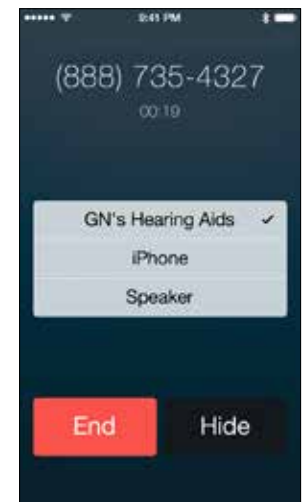 9:41 PM
(888) 735-4327
00:19
GN's Hearing Aids
iPhone
Speaker
End Hide